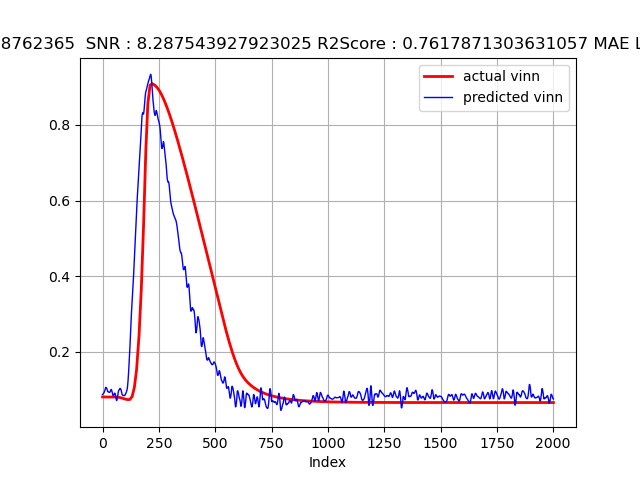 8762365 SNR : 8.287543927923025 R2Score : 0.7617871303631057 MAE L
actual vinn
predicted vinn
0.8
0.6
0.4
0.2
0 250 500 750 1000 1250 1500 1750 2000
Index